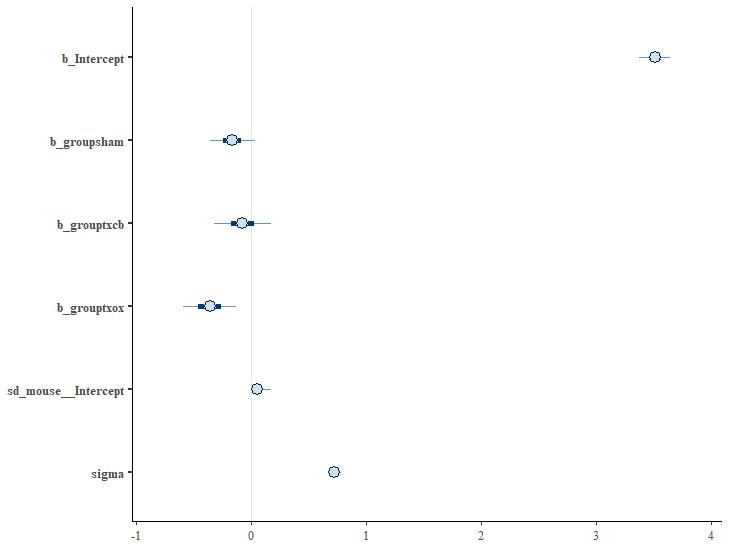 b_Intercept
b_groupsham
b_grouptxcb
b_grouptxox
sd_mouse__Intercept
sigma
-1 0 1 2 3 4